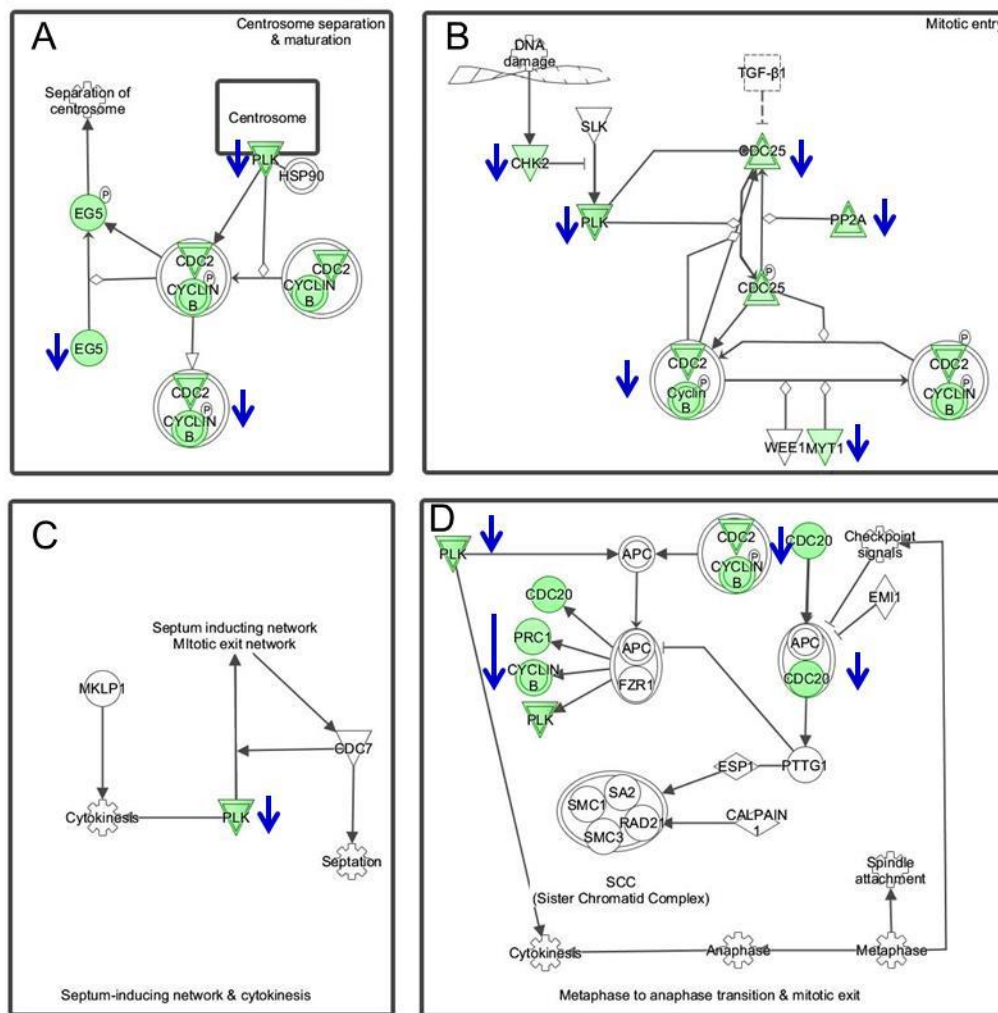 A
Centrosome separation
& maturation
Separation of
centrosome
Centrosome
PLK
HSP90
P
EG5
CDC2
P
CYCLIN
B
CDC2
CYCLIN
B
EG5
CDC2
P
CYCLIN
B
B
Mitotic entry
DNA
damage
TGF-β1
SLK
CHK2
CDC25
PLK
PP2A
P
CDC25
P
CDC2
P
Cyclin
B
CDC2
P
CYCLIN
B
WEE1
MYT1
C
Septum inducting network
MItotic exit network
MKLP1
CDC7
Cytokinesis
PLK
Septation
Septum-inducing network & cytokinesis
D
PLK
APC
CDC2
P
CYCLIN
B
CDC20
Checkpoint
signals
EMI1
CDC20
PRC1
CYCLIN
B
PLK
APC
FZR1
APC
CDC20
ESP1
PTTG1
SMC1
SA2
RAD21
SMC3
CALPAIN
1
SCC
(Sister Chromatid Complex)
Spindle
attachment
Cytokinesis
Anaphase
Metaphase
Metaphase to anaphase transition & mitotic exit